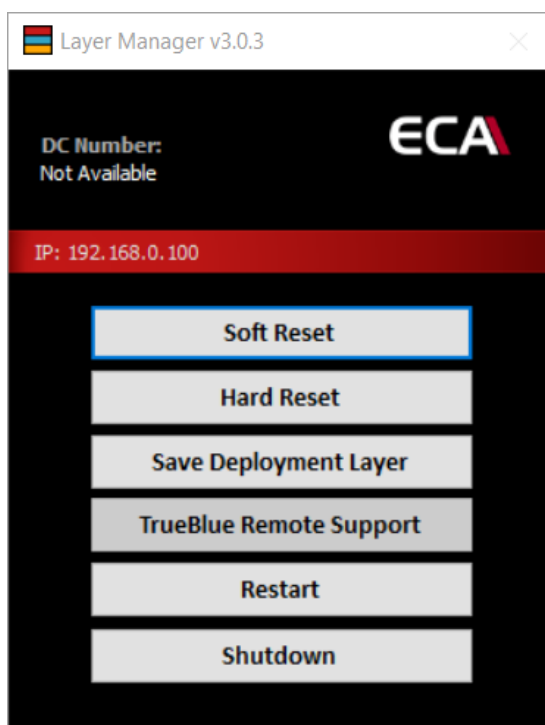 Layer Manager v3.0.3
DC Number:
Not Available
ECA
IP: 192.168.0.100
Soft Reset
Hard Reset
Save Deployment Layer
TrueBlue Remote Support
Restart
Shutdown